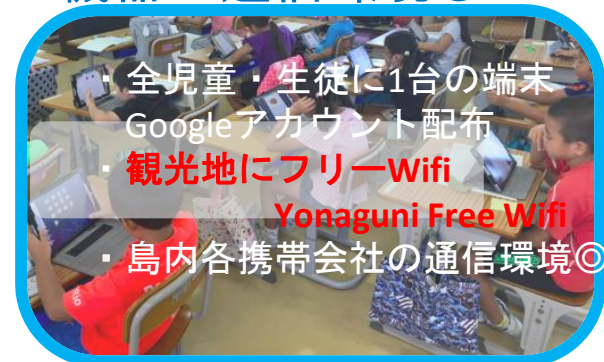 ・全児童・生徒に1台の端末
Googleアカウント配布
・観光地にフリーWifi
Yonaguni Free Wifi
・島内各携帯会社の通信環境◎